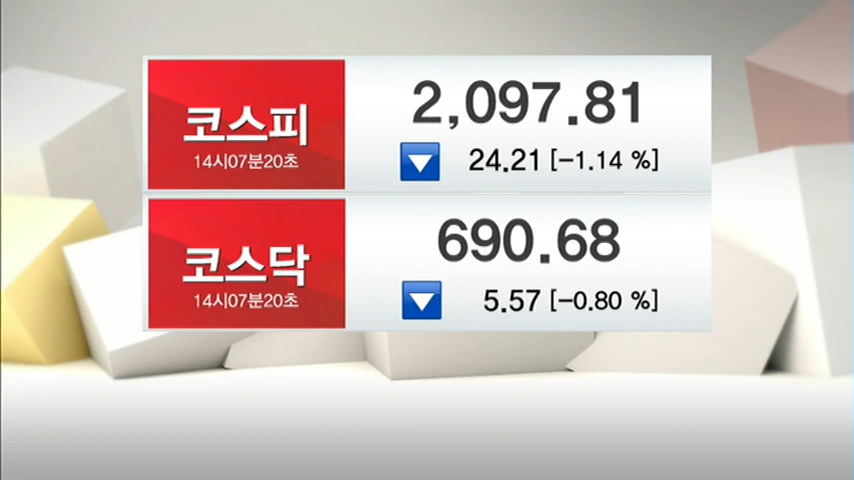 코스피
14시07분20초
2,097.81
24.21 [-1.14 %]
코스닥
14시07분20초
690.68
5.57 [-0.80 %]